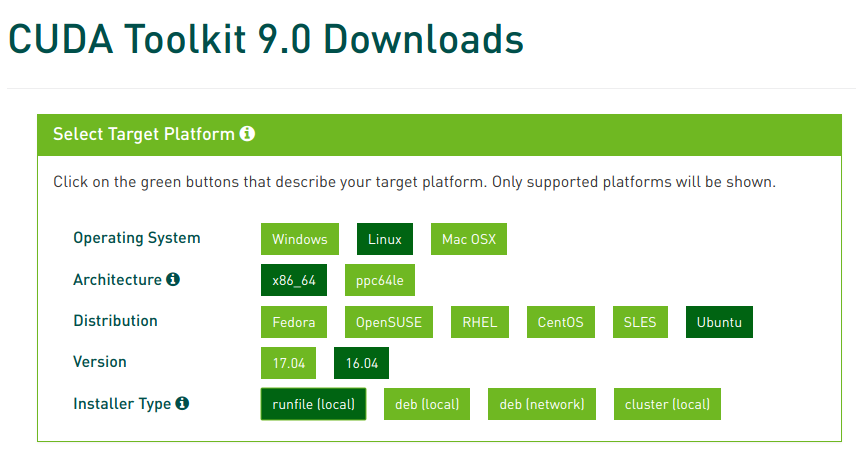 CUDA Toolkit 9.0 Downloads
Select Target Platform
Click on the green buttons that describe your target platform. Only supported platforms will be shown.
Operating System Windows Linux Mac OSX
Architecture x86_64 ppc64le
Distribution Fedora OpenSUSE RHEL CentOS SLES Ubuntu
Version 17.04 16.04
Installer Type runfile (local) deb (local) deb (network) cluster (local)